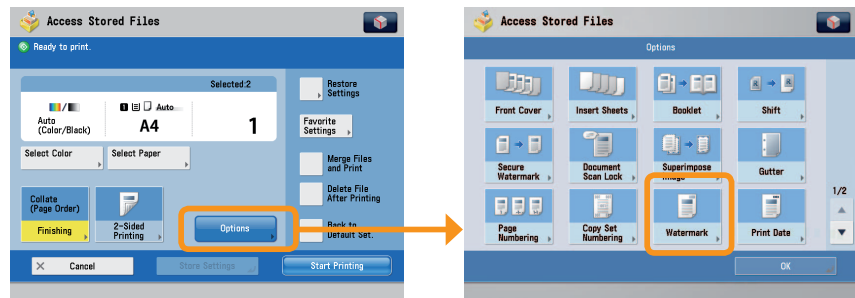 Access Stored Files
Ready to print.
Selected:2
Auto
(Color/Black)
Auto
A4
1
Select Color
Select Paper
Collate
(Page Order)
Finishing
2-Sided
Printing
Options
Restore
Settings
Favorite
Settings
Merge Files
and Print
Delete File
After Printing
Back to
Default Set.
Cancel
Store Settings
Start Printing
Access Stored Files
Options
Front Cover
Insert Sheets
Booklet
Shift
Secure
Watermark
Document
Scan Lock
Superimpose
Image
Gutter
Page
Numbering
Copy Set
Numbering
Watermark
Print Date
1/2
OK